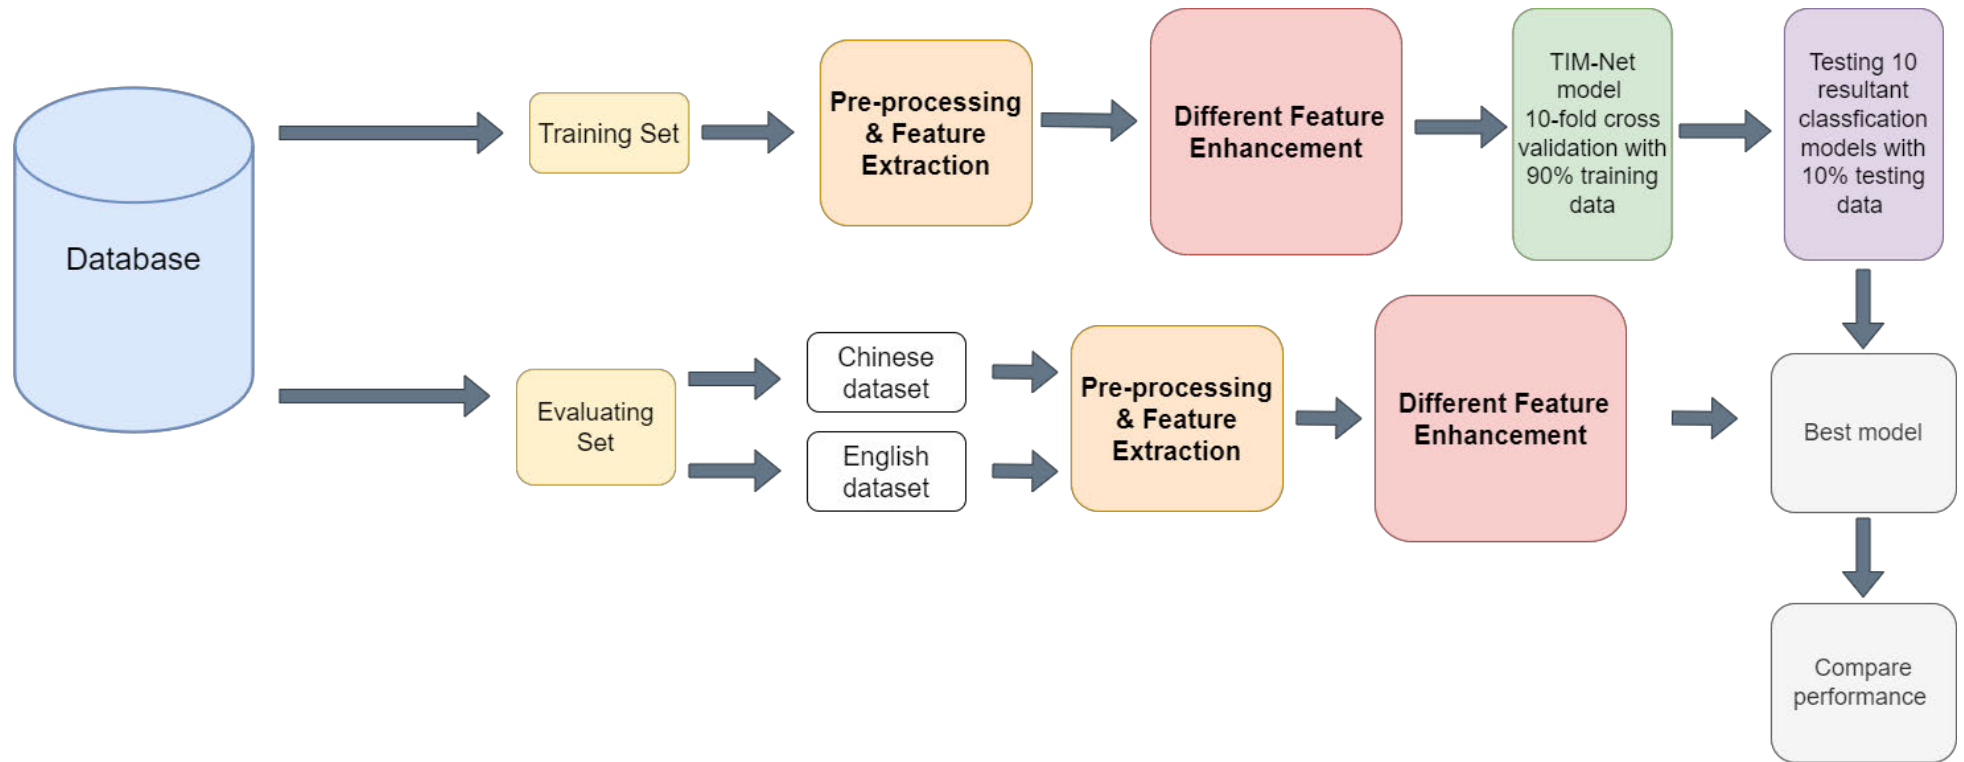 Database
Training Set
Pre-processing
& Feature
Extraction
Different Feature
Enhancement
TIM-Net
model
10-fold cross
validation with
90% training
data
Testing 10
resultant
classfication
models with
10% testing
data
Evaluating
Set
Chinese
dataset
English
dataset
Pre-processing
& Feature
Extraction
Different Feature
Enhancement
Best model
Compare
performance